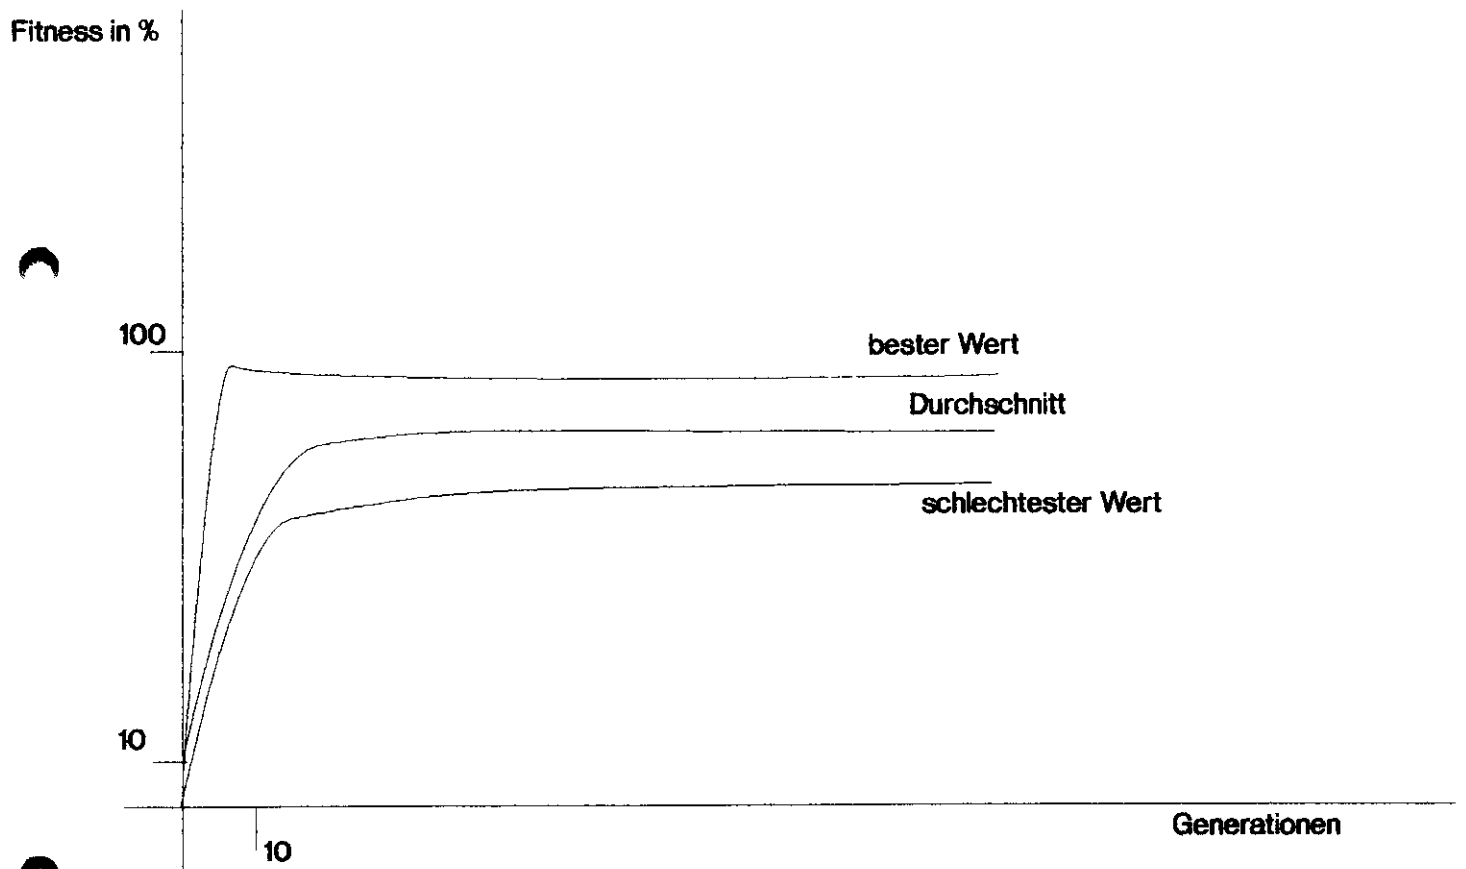 Fitness in %
100
bester Wert
Durchschnitt
schlechtester Wert
10
Generationen
10